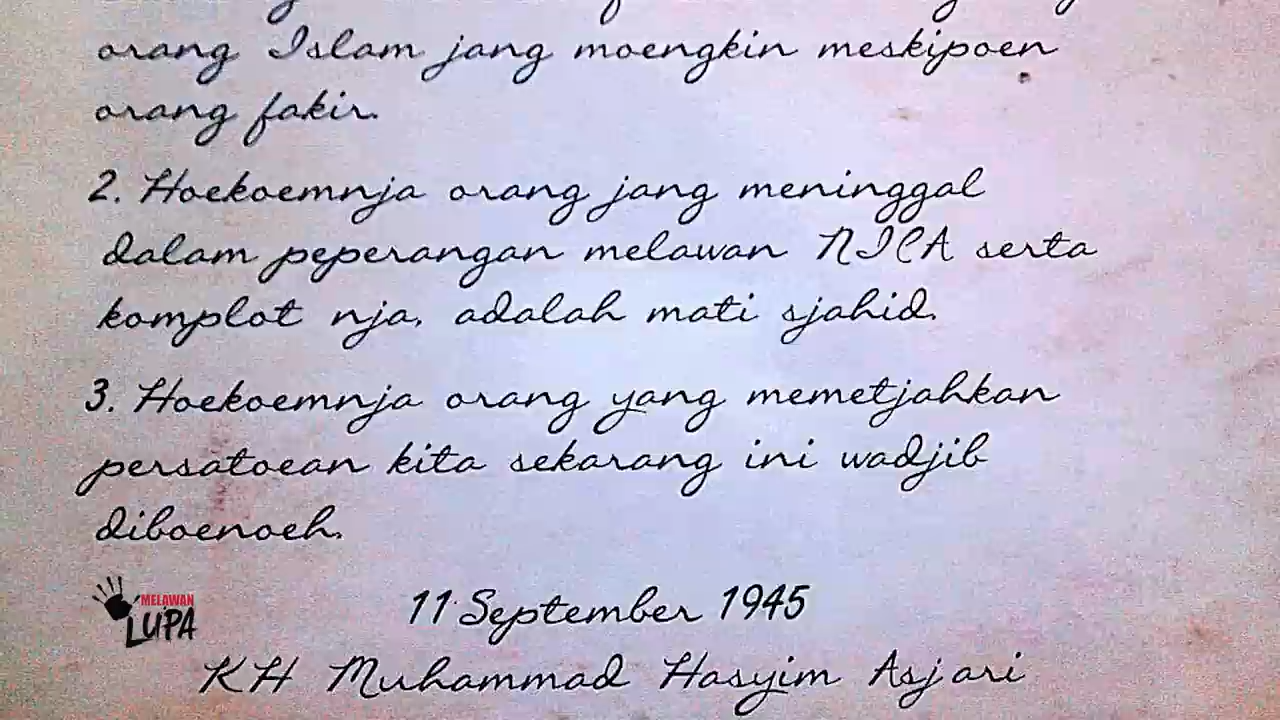 orang Islam jang moengkin meskipoen
orang fakir.
2. Hoekoemnja orang jang meninggal
dalam peperangan melawan NICA serta
komplot nja, adalah mati sjahid.
3. Hoekoemnja orang yang memetjahkan
persatoean kita sekarang ini wadjib
diboenoeh.
11 September 1945
KH Muhammad Hasyim Asjari
MELAWAN
LUPA